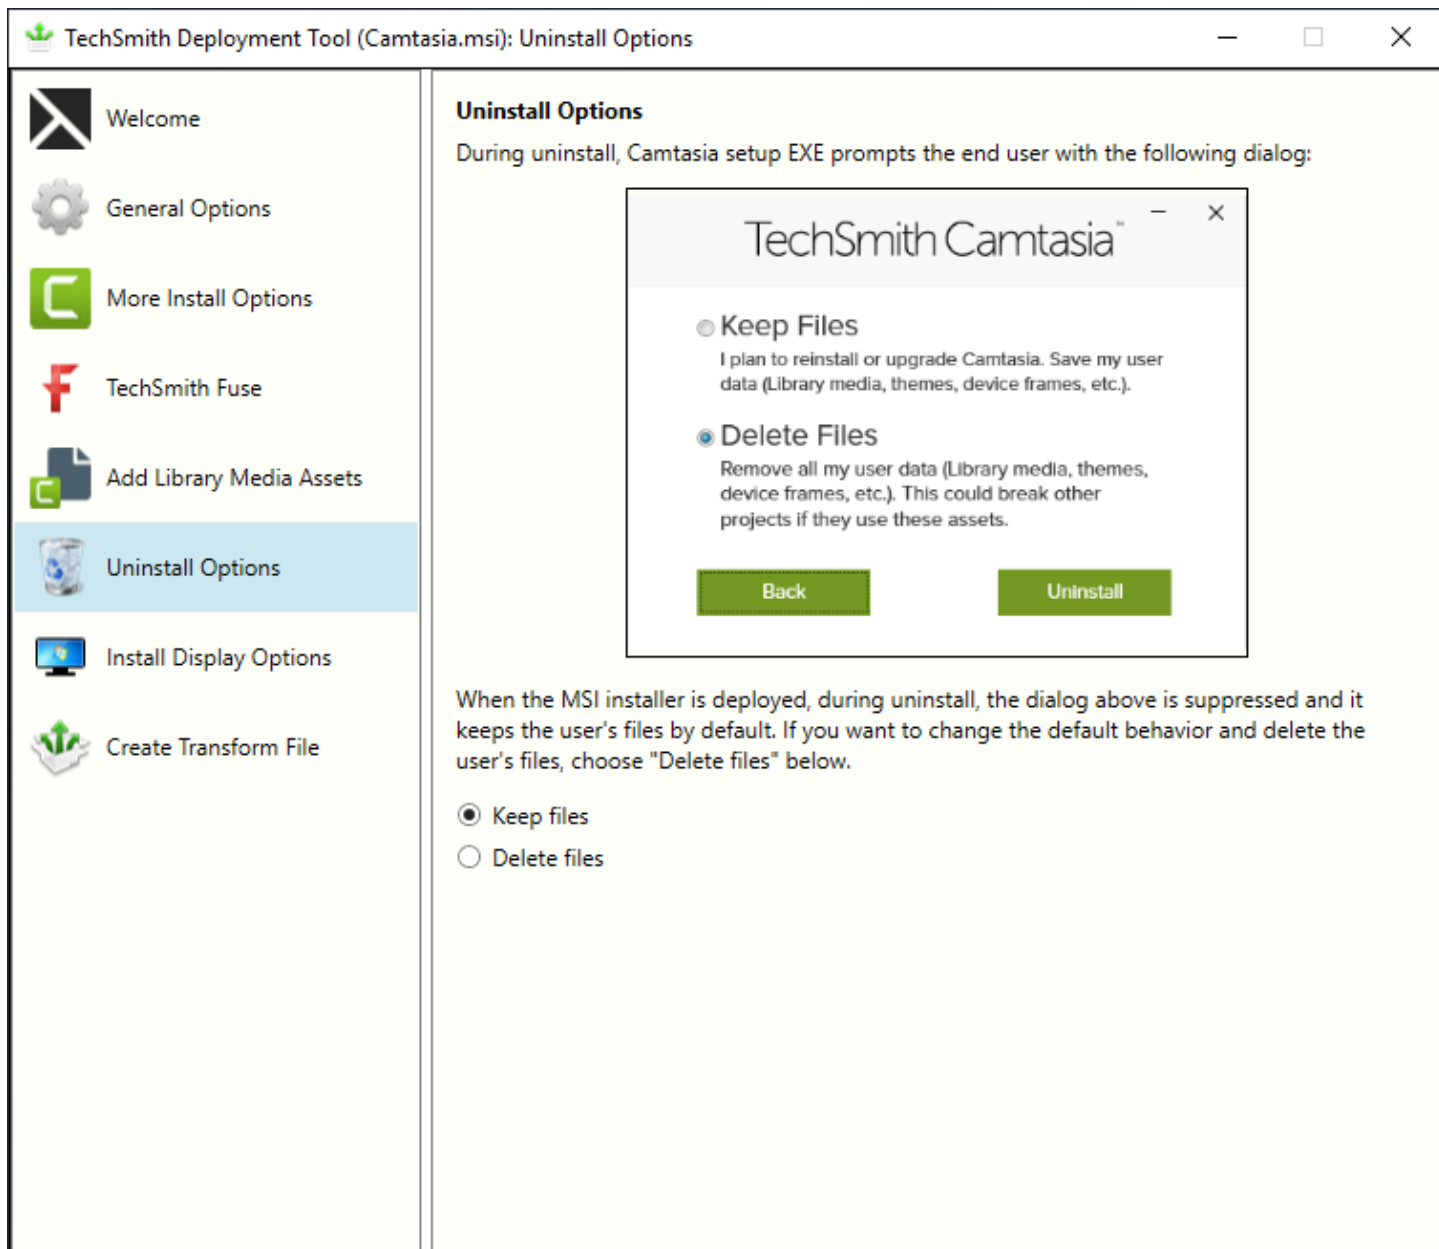 TechSmith Deployment Tool (Camtasia.msi): Uninstall Options
Welcome
General Options
More Install Options
TechSmith Fuse
Add Library Media Assets
Uninstall Options
Install Display Options
Create Transform File
Uninstall Options
During uninstall, Camtasia setup EXE prompts the end user with the following dialog:
TechSmith Camtasia™
Keep Files
I plan to reinstall or upgrade Camtasia. Save my user
data (Library media, themes, device frames, etc.).
Delete Files
Remove all my user data (Library media, themes,
device frames, etc.). This could break other
projects if they use these assets.
Back
Uninstall
When the MSI installer is deployed, during uninstall, the dialog above is suppressed and it
keeps the user's files by default. If you want to change the default behavior and delete the
user's files, choose "Delete files" below.
Keep files
Delete files